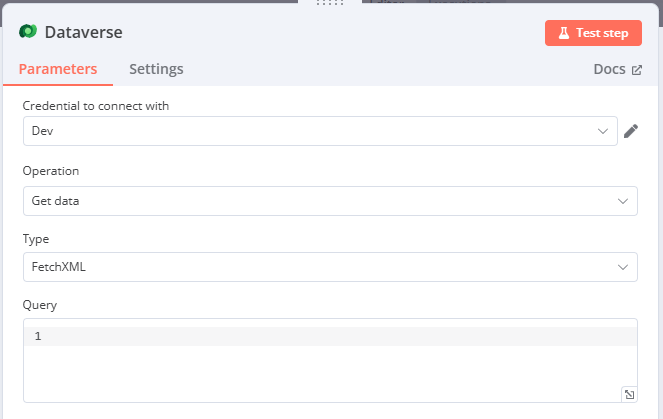 Dataverse
Test step
Parameters Settings Docs
Credential to connect with
Dev
Operation
Get data
Type
FetchXML
Query
1